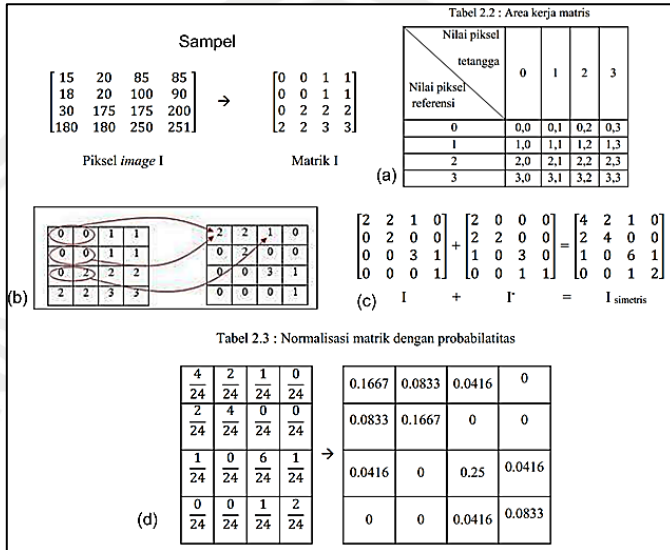 Sampel
[15 20 85 85]
[18 20 100 90]
[30 175 175 200]
[180 180 250 251]
→
[0 0 1 1]
[0 0 1 1]
[0 2 2 2]
[2 2 3 3]
Piksel image I
Matrik I
Tabel 2.2 : Area kerja matris
Nilai piksel
tetangga
Nilai piksel
referensi
0 1 2 3
0 0,0 0,1 0,2 0,3
1 1,0 1,1 1,2 1,3
2 2,0 2,1 2,2 2,3
3 3,0 3,1 3,2 3,3
(a)
0 0 1 1
0 0 1 1
0 2 2 2
2 2 3 3
2 2 1 0
0 2 0 0
0 0 3 1
0 0 0 1
(b)
[2 2 1 0] [2 0 0 0] [4 2 1 0]
[0 2 0 0] [2 2 0 0] [2 4 0 0]
[0 0 3 1] + [1 0 3 0] = [1 0 6 1]
[0 0 0 1] [0 0 1 1] [0 0 1 2]
(c) I + I' = I simetris
Tabel 2.3 : Normalisasi matrik dengan probabilatitas
4/24 2/24 1/24 0/24
2/24 4/24 0/24 0/24
1/24 0/24 6/24 1/24
0/24 0/24 1/24 2/24
→
0.1667 0.0833 0.0416 0
0.0833 0.1667 0 0
0.0416 0 0.25 0.0416
0 0 0.0416 0.0833
(d)